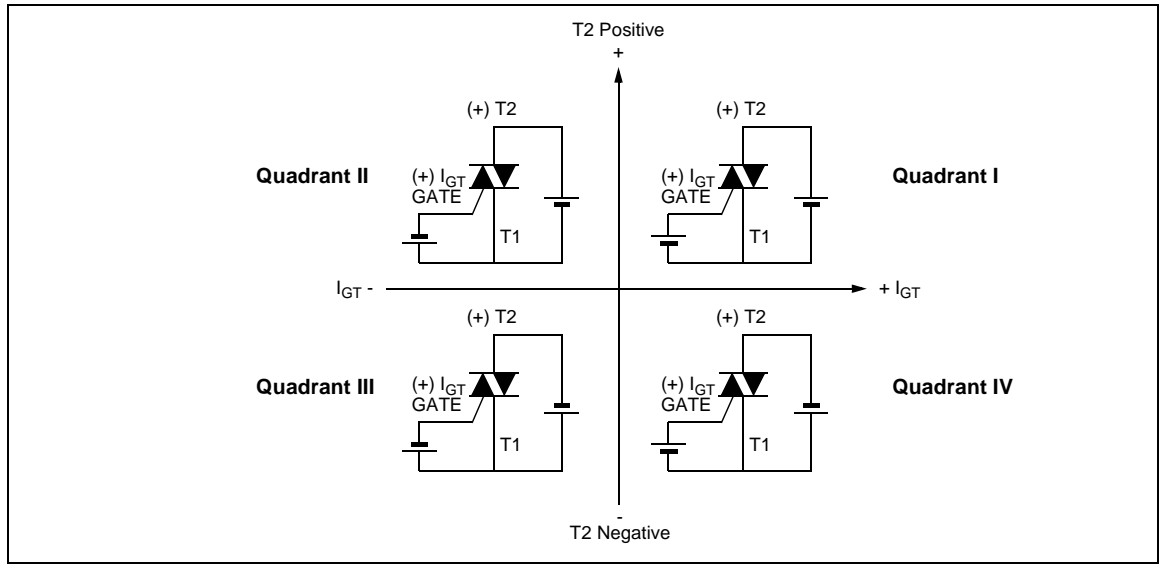 T2 Positive
+
(+) T2
(+) T2
Quadrant II
(+) IGT
GATE
T1
(+) IGT
GATE
T1
Quadrant I
IGT -
+ IGT
(+) T2
(+) T2
Quadrant III
(+) IGT
GATE
T1
(+) IGT
GATE
T1
Quadrant IV
-
T2 Negative